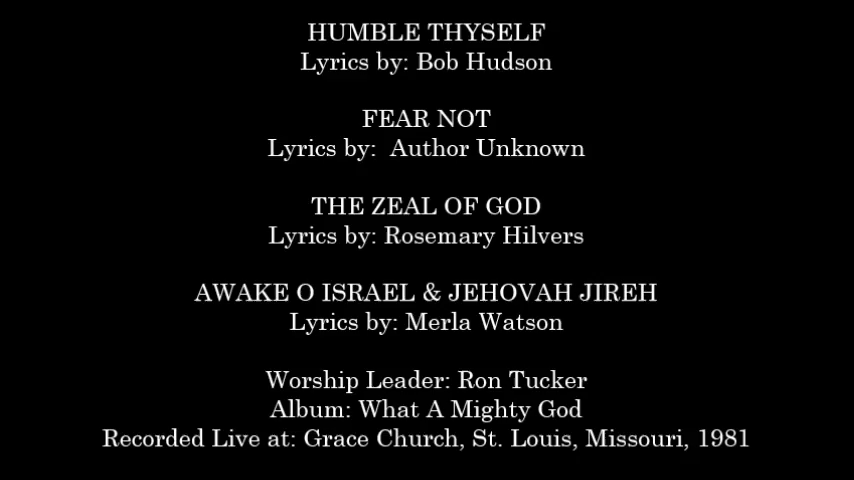 HUMBLE THYSELF
Lyrics by: Bob Hudson
FEAR NOT
Lyrics by:  Author Unknown
THE ZEAL OF GOD
Lyrics by: Rosemary Hilvers
AWAKE O ISRAEL & JEHOVAH JIREH
Lyrics by: Merla Watson
Worship Leader: Ron Tucker
Album: What A Mighty God
Recorded Live at: Grace Church, St. Louis, Missouri, 1981